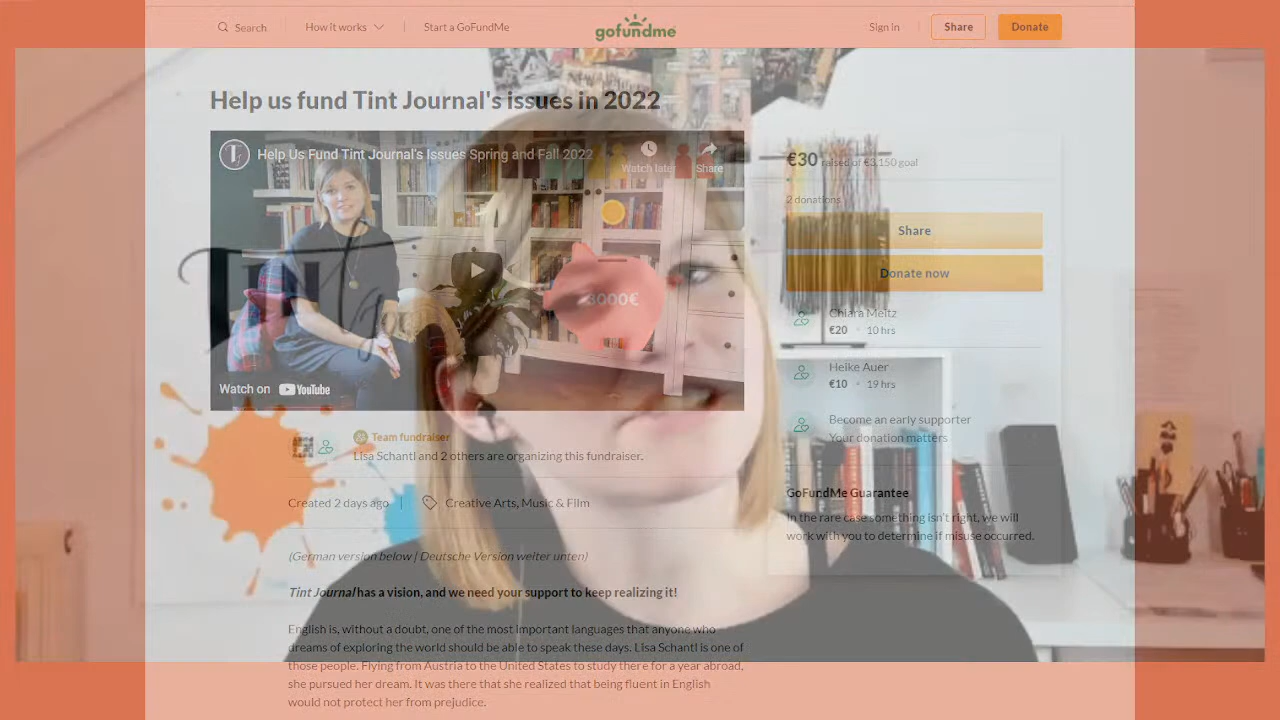 Search
How it works
Start a GoFundMe
gofundme
Sign in
Share
Donate
Help us fund Tint Journal's issues in 2022
Help Us Fund Tint Journal's Issues Spring and Fall 2022
Watch later
Share
3000€
Watch on YouTube
€30 raised of €3,150 goal
2 donations
Share
Donate now
Chiara Meitz
€20 • 10 hrs
Heike Auer
€10 • 19 hrs
Become an early supporter
Your donation matters
Team fundraiser
Lisa Schantl and 2 others are organizing this fundraiser.
Created 2 days ago
Creative Arts, Music & Film
GoFundMe Guarantee
In the rare case something isn't right, we will
work with you to determine if misuse occurred.
(German version below | Deutsche Version weiter unten)
Tint Journal has a vision, and we need your support to keep realizing it!
English is, without a doubt, one of the most important languages that anyone who
dreams of exploring the world should be able to speak these days. Lisa Schantl is one of
those people. Flying from Austria to the United States to study there for a year abroad,
she pursued her dream. It was there that she realized that being fluent in English
would not protect her from prejudice.